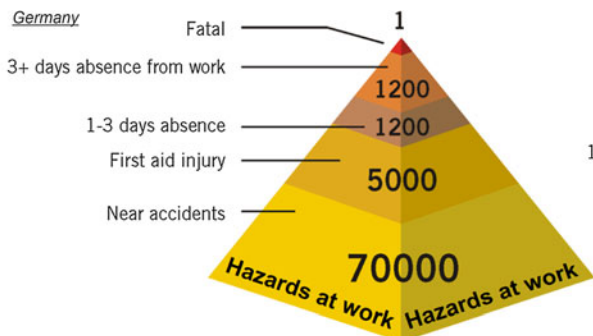 Germany
1
Fatal
3+ days absence from work
1200
1-3 days absence
1200
First aid injury
5000
1
Near accidents
70000
Hazards at work
Hazards at work